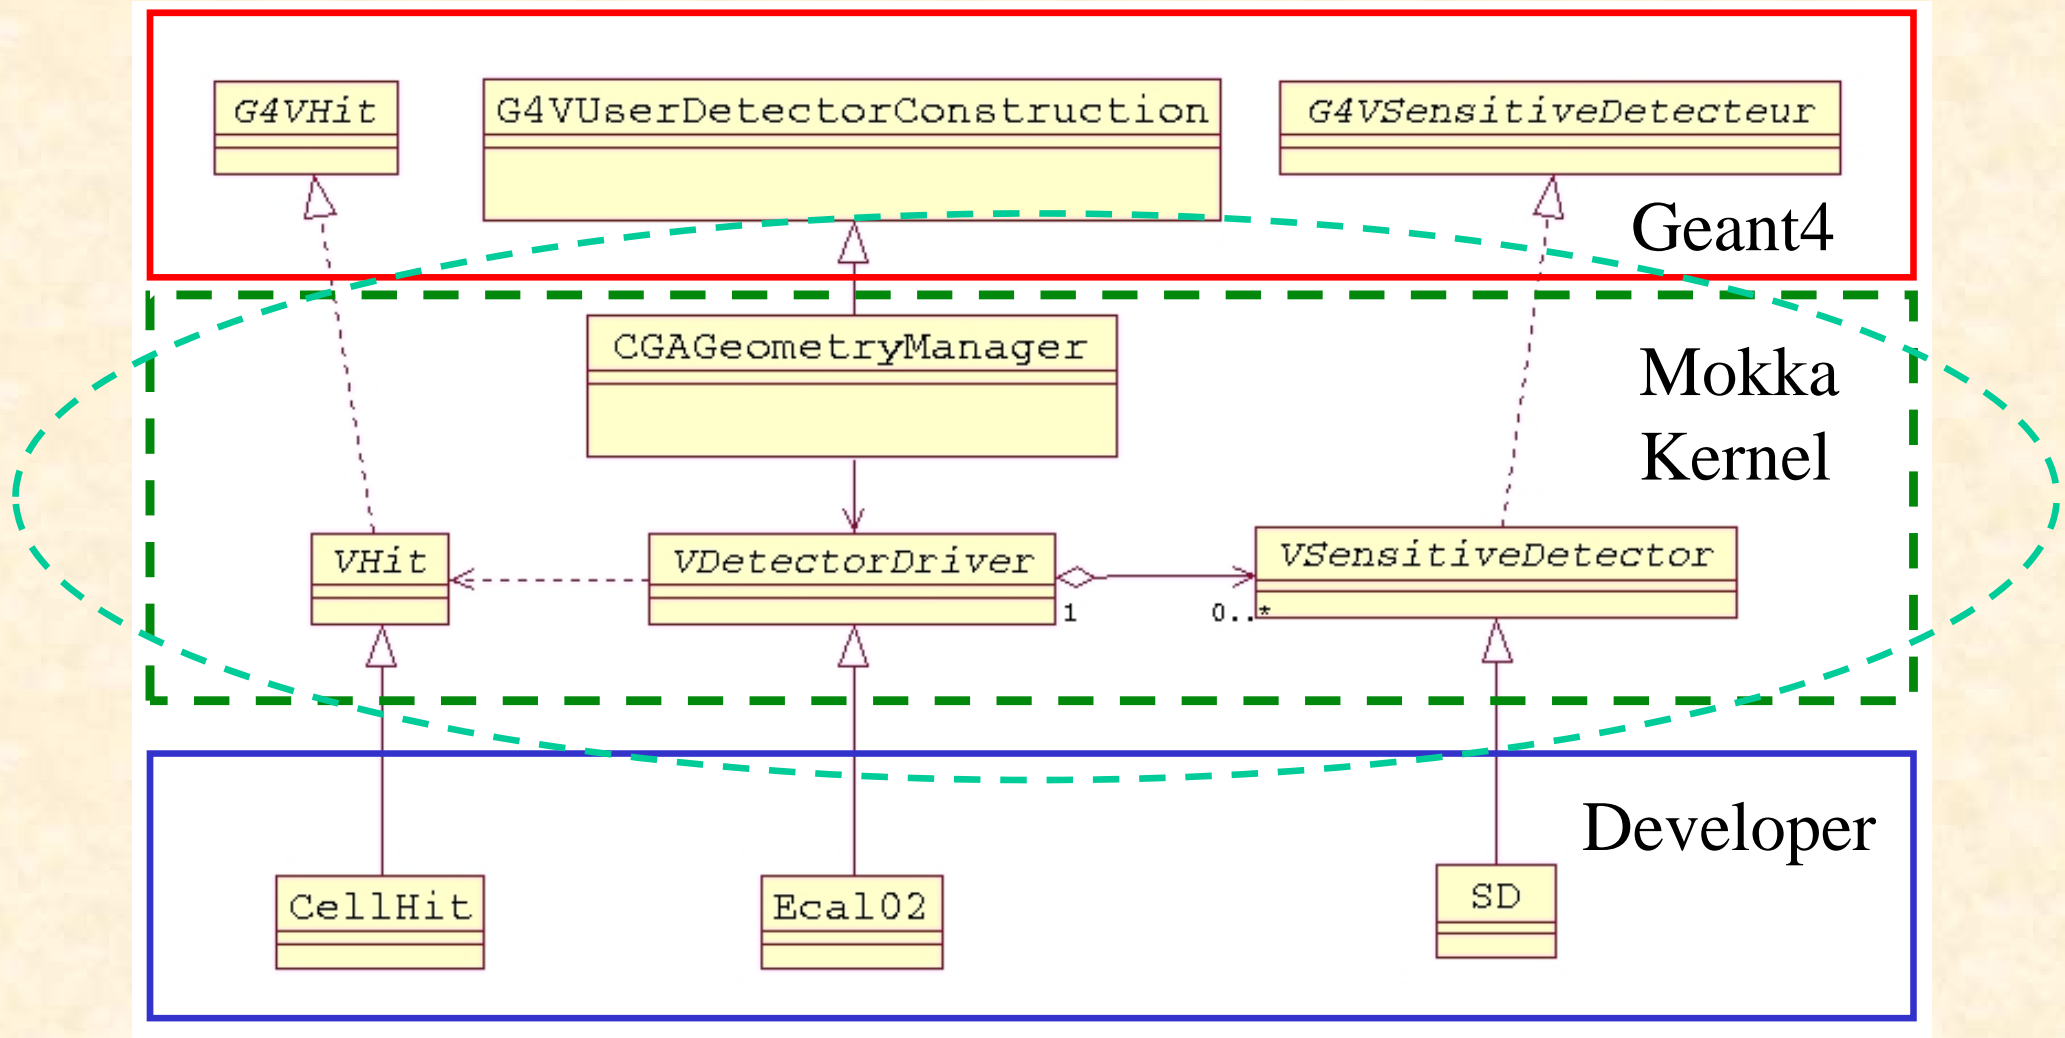 G4VHit
G4VUserDetectorConstruction
G4VSensitiveDetecteur
Geant4
CGAGeometryManager
Mokka
Kernel
VHit
VDetectorDriver
VSensitiveDetector
1
0..*
Developer
CellHit
Ecal02
SD